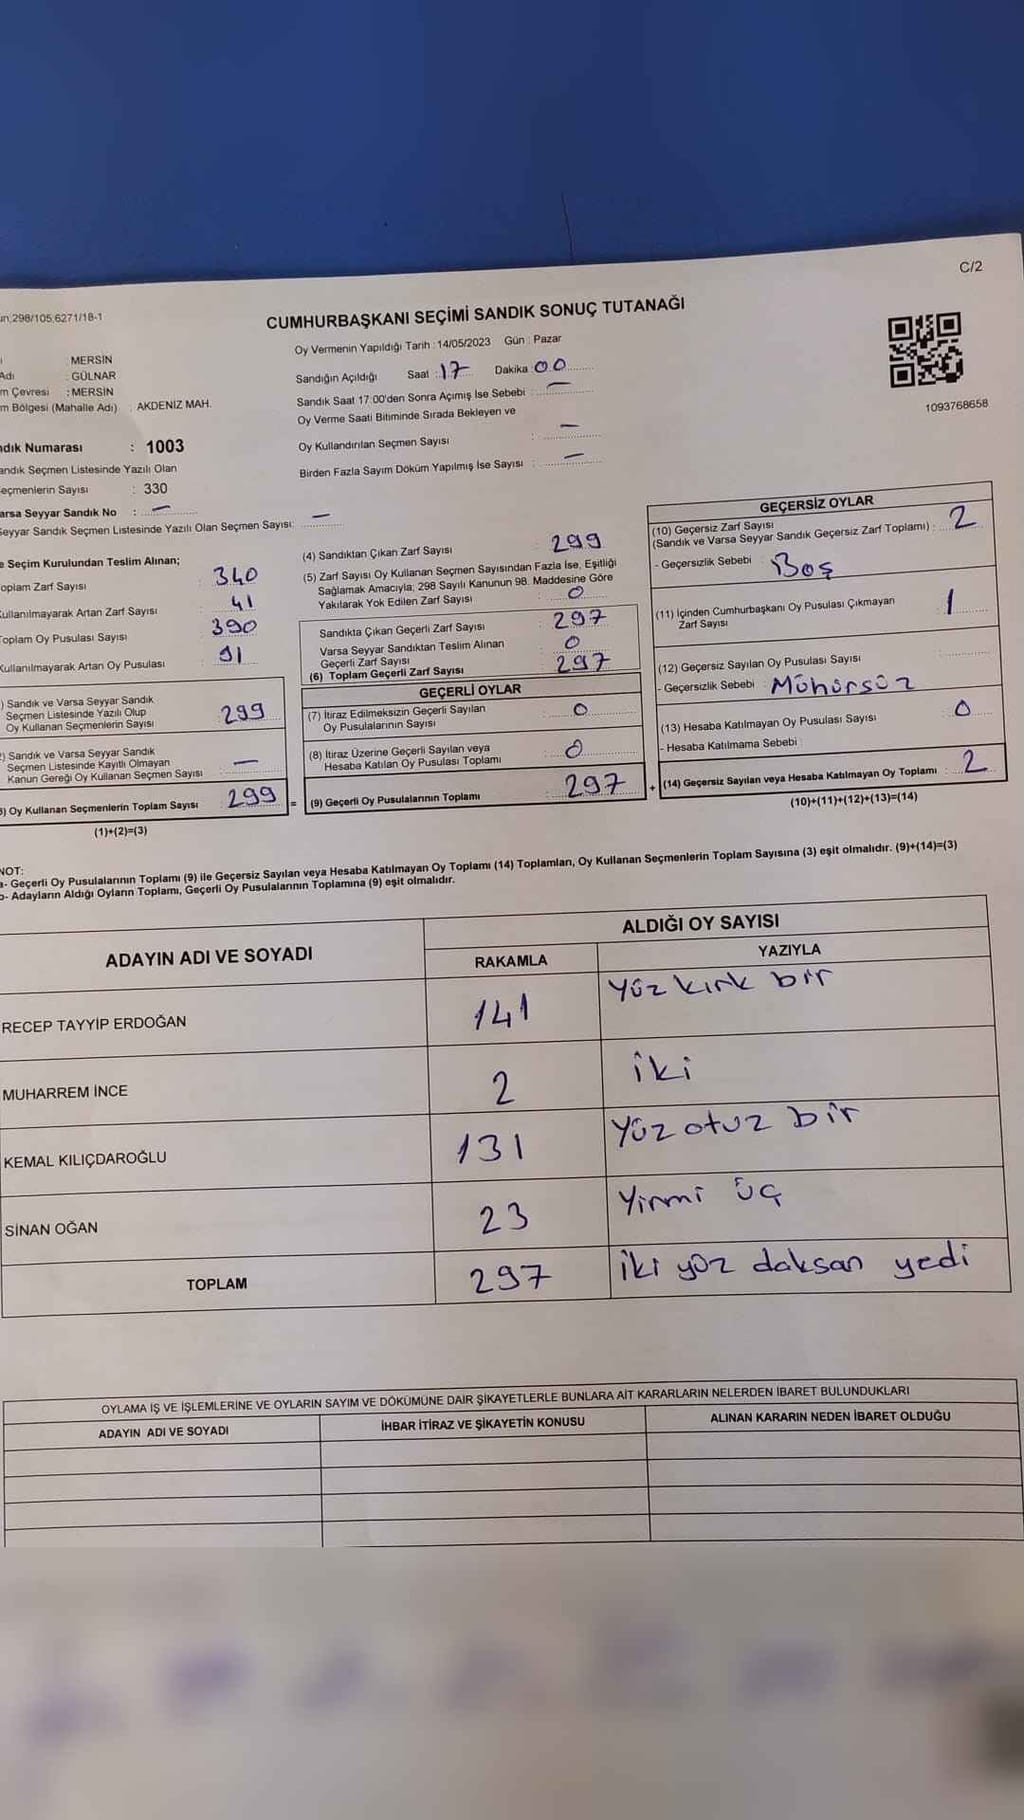 C/2
298/105;6271/18-1
CUMHURBAŞKANI SEÇİMİ SANDIK SONUÇ TUTANAĞI
: MERSİN
Adı : GÜLNAR
Çevresi : MERSİN
Bölgesi (Mahalle Adı) : AKDENİZ MAH.
Numarası : 1003
Seçmen Listesinde Yazılı Olan
Sayısı : 330
Seyyar Sandık No : —
Sandık Seçmen Listesinde Yazılı Olan Seçmen Sayısı: —
Oy Vermenin Yapıldığı Tarih : 14/05/2023 Gün : Pazar
Sandığın Açıldığı Saat : 17 Dakika 00
Sandık Saat 17:00'den Sonra Açımış İse Sebebi : —
Oy Verme Saati Bitiminde Sırada Bekleyen ve
Oy Kullandırılan Seçmen Sayısı : —
Birden Fazla Sayım Döküm Yapılmış İse Sayısı : —
1093768658
Seçim Kurulundan Teslim Alınan;
Zarf Sayısı 340
Artan Zarf Sayısı 41
Oy Pusulası Sayısı 390
Artan Oy Pusulası 91
Sandık ve Varsa Seyyar Sandık
Seçmen Listesinde Yazılı Olup
Oy Kullanan Seçmenlerin Sayısı 299
Sandık ve Varsa Seyyar Sandık
Seçmen Listesinde Kayıtlı Olmayan
Kanun Gereği Oy Kullanan Seçmen Sayısı —
Oy Kullanan Seçmenlerin Toplam Sayısı 299 =
(1)+(2)=(3)
(4) Sandıktan Çıkan Zarf Sayısı 299
(5) Zarf Sayısı Oy Kullanan Seçmen Sayısından Fazla İse, Eşitliği
Sağlamak Amacıyla; 298 Sayılı Kanunun 98. Maddesine Göre
Yakılarak Yok Edilen Zarf Sayısı : 0
Sandıkta Çıkan Geçerli Zarf Sayısı : 297
Varsa Seyyar Sandıktan Teslim Alınan
Geçerli Zarf Sayısı : 0
(6) Toplam Geçerli Zarf Sayısı : 297
GEÇERLİ OYLAR
(7) İtiraz Edilmeksizin Geçerli Sayılan
Oy Pusulalarının Sayısı : 0
(8) İtiraz Üzerine Geçerli Sayılan veya
Hesaba Katılan Oy Pusulası Toplamı : 0
(9) Geçerli Oy Pusulalarının Toplamı : 297 +
GEÇERSİZ OYLAR
(10) Geçersiz Zarf Sayısı
(Sandık ve Varsa Seyyar Sandık Geçersiz Zarf Toplamı) : 2
- Geçersizlik Sebebi : Boş
(11) İçinden Cumhurbaşkanı Oy Pusulası Çıkmayan
Zarf Sayısı 1
(12) Geçersiz Sayılan Oy Pusulası Sayısı :
- Geçersizlik Sebebi : Mühürsüz
(13) Hesaba Katılmayan Oy Pusulası Sayısı : 0
- Hesaba Katılmama Sebebi :
(14) Geçersiz Sayılan veya Hesaba Katılmayan Oy Toplamı : 2
(10)+(11)+(12)+(13)=(14)
NOT:
a- Geçerli Oy Pusulalarının Toplamı (9) ile Geçersiz Sayılan veya Hesaba Katılmayan Oy Toplamı (14) Toplamları, Oy Kullanan Seçmenlerin Toplam Sayısına (3) eşit olmalıdır. (9)+(14)=(3)
b- Adayların Aldığı Oyların Toplamı, Geçerli Oy Pusulalarının Toplamına (9) eşit olmalıdır.
ADAYIN ADI VE SOYADI
ALDIĞI OY SAYISI
RAKAMLA YAZIYLA
RECEP TAYYİP ERDOĞAN 141 Yüz kırk bir
MUHARREM İNCE 2 iki
KEMAL KILIÇDAROĞLU 131 Yüz otuz bir
SİNAN OĞAN 23 Yirmi üç
TOPLAM 297 iki yüz daksan yedi
OYLAMA İŞ VE İŞLEMLERİNE VE OYLARIN SAYIM VE DÖKÜMÜNE DAİR ŞİKAYETLERLE BUNLARA AİT KARARLARIN NELERDEN İBARET BULUNDUKLARI
ADAYIN ADI VE SOYADI İHBAR İTİRAZ VE ŞİKAYETİN KONUSU ALINAN KARARIN NEDEN İBARET OLDUĞU